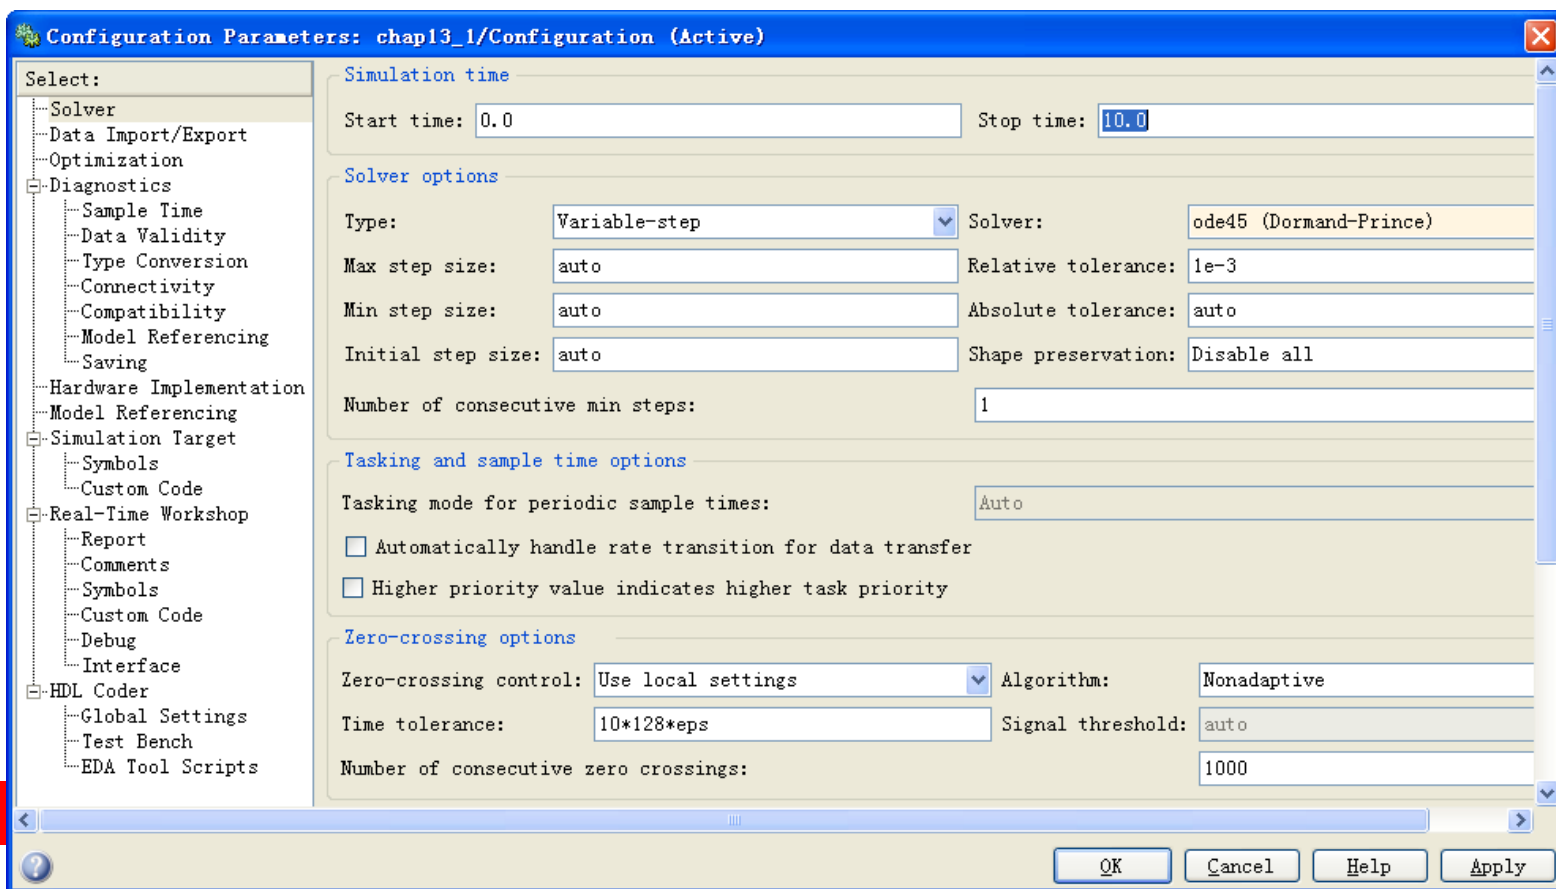 Configuration Parameters: chap13_1/Configuration (Active)
Select:
Solver
Data Import/Export
Optimization
Diagnostics
Sample Time
Data Validity
Type Conversion
Connectivity
Compatibility
Model Referencing
Saving
Hardware Implementation
Model Referencing
Simulation Target
Symbols
Custom Code
Real-Time Workshop
Report
Comments
Symbols
Custom Code
Debug
Interface
HDL Coder
Global Settings
Test Bench
EDA Tool Scripts
Simulation time
Start time: 0.0 Stop time: 10.0
Solver options
Type: Variable-step Solver: ode45 (Dormand-Prince)
Max step size: auto Relative tolerance: 1e-3
Min step size: auto Absolute tolerance: auto
Initial step size: auto Shape preservation: Disable all
Number of consecutive min steps: 1
Tasking and sample time options
Tasking mode for periodic sample times: Auto
Automatically handle rate transition for data transfer
Higher priority value indicates higher task priority
Zero-crossing options
Zero-crossing control: Use local settings Algorithm: Nonadaptive
Time tolerance: 10*128*eps Signal threshold: auto
Number of consecutive zero crossings: 1000
OK Cancel Help Apply